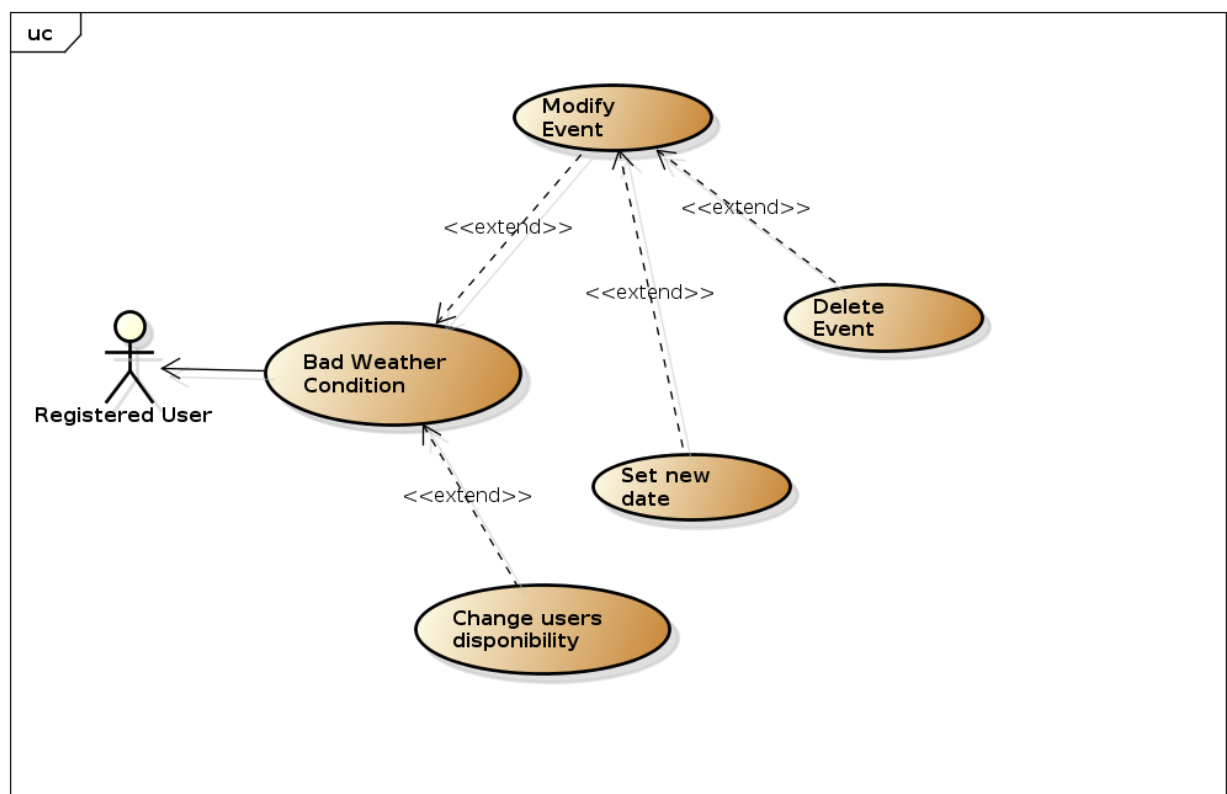 uc
Modify
Event
<<extend>>
<<extend>>
<<extend>>
Delete
Event
Bad Weather
Condition
Registered User
Set new
date
<<extend>>
Change users
disponibility